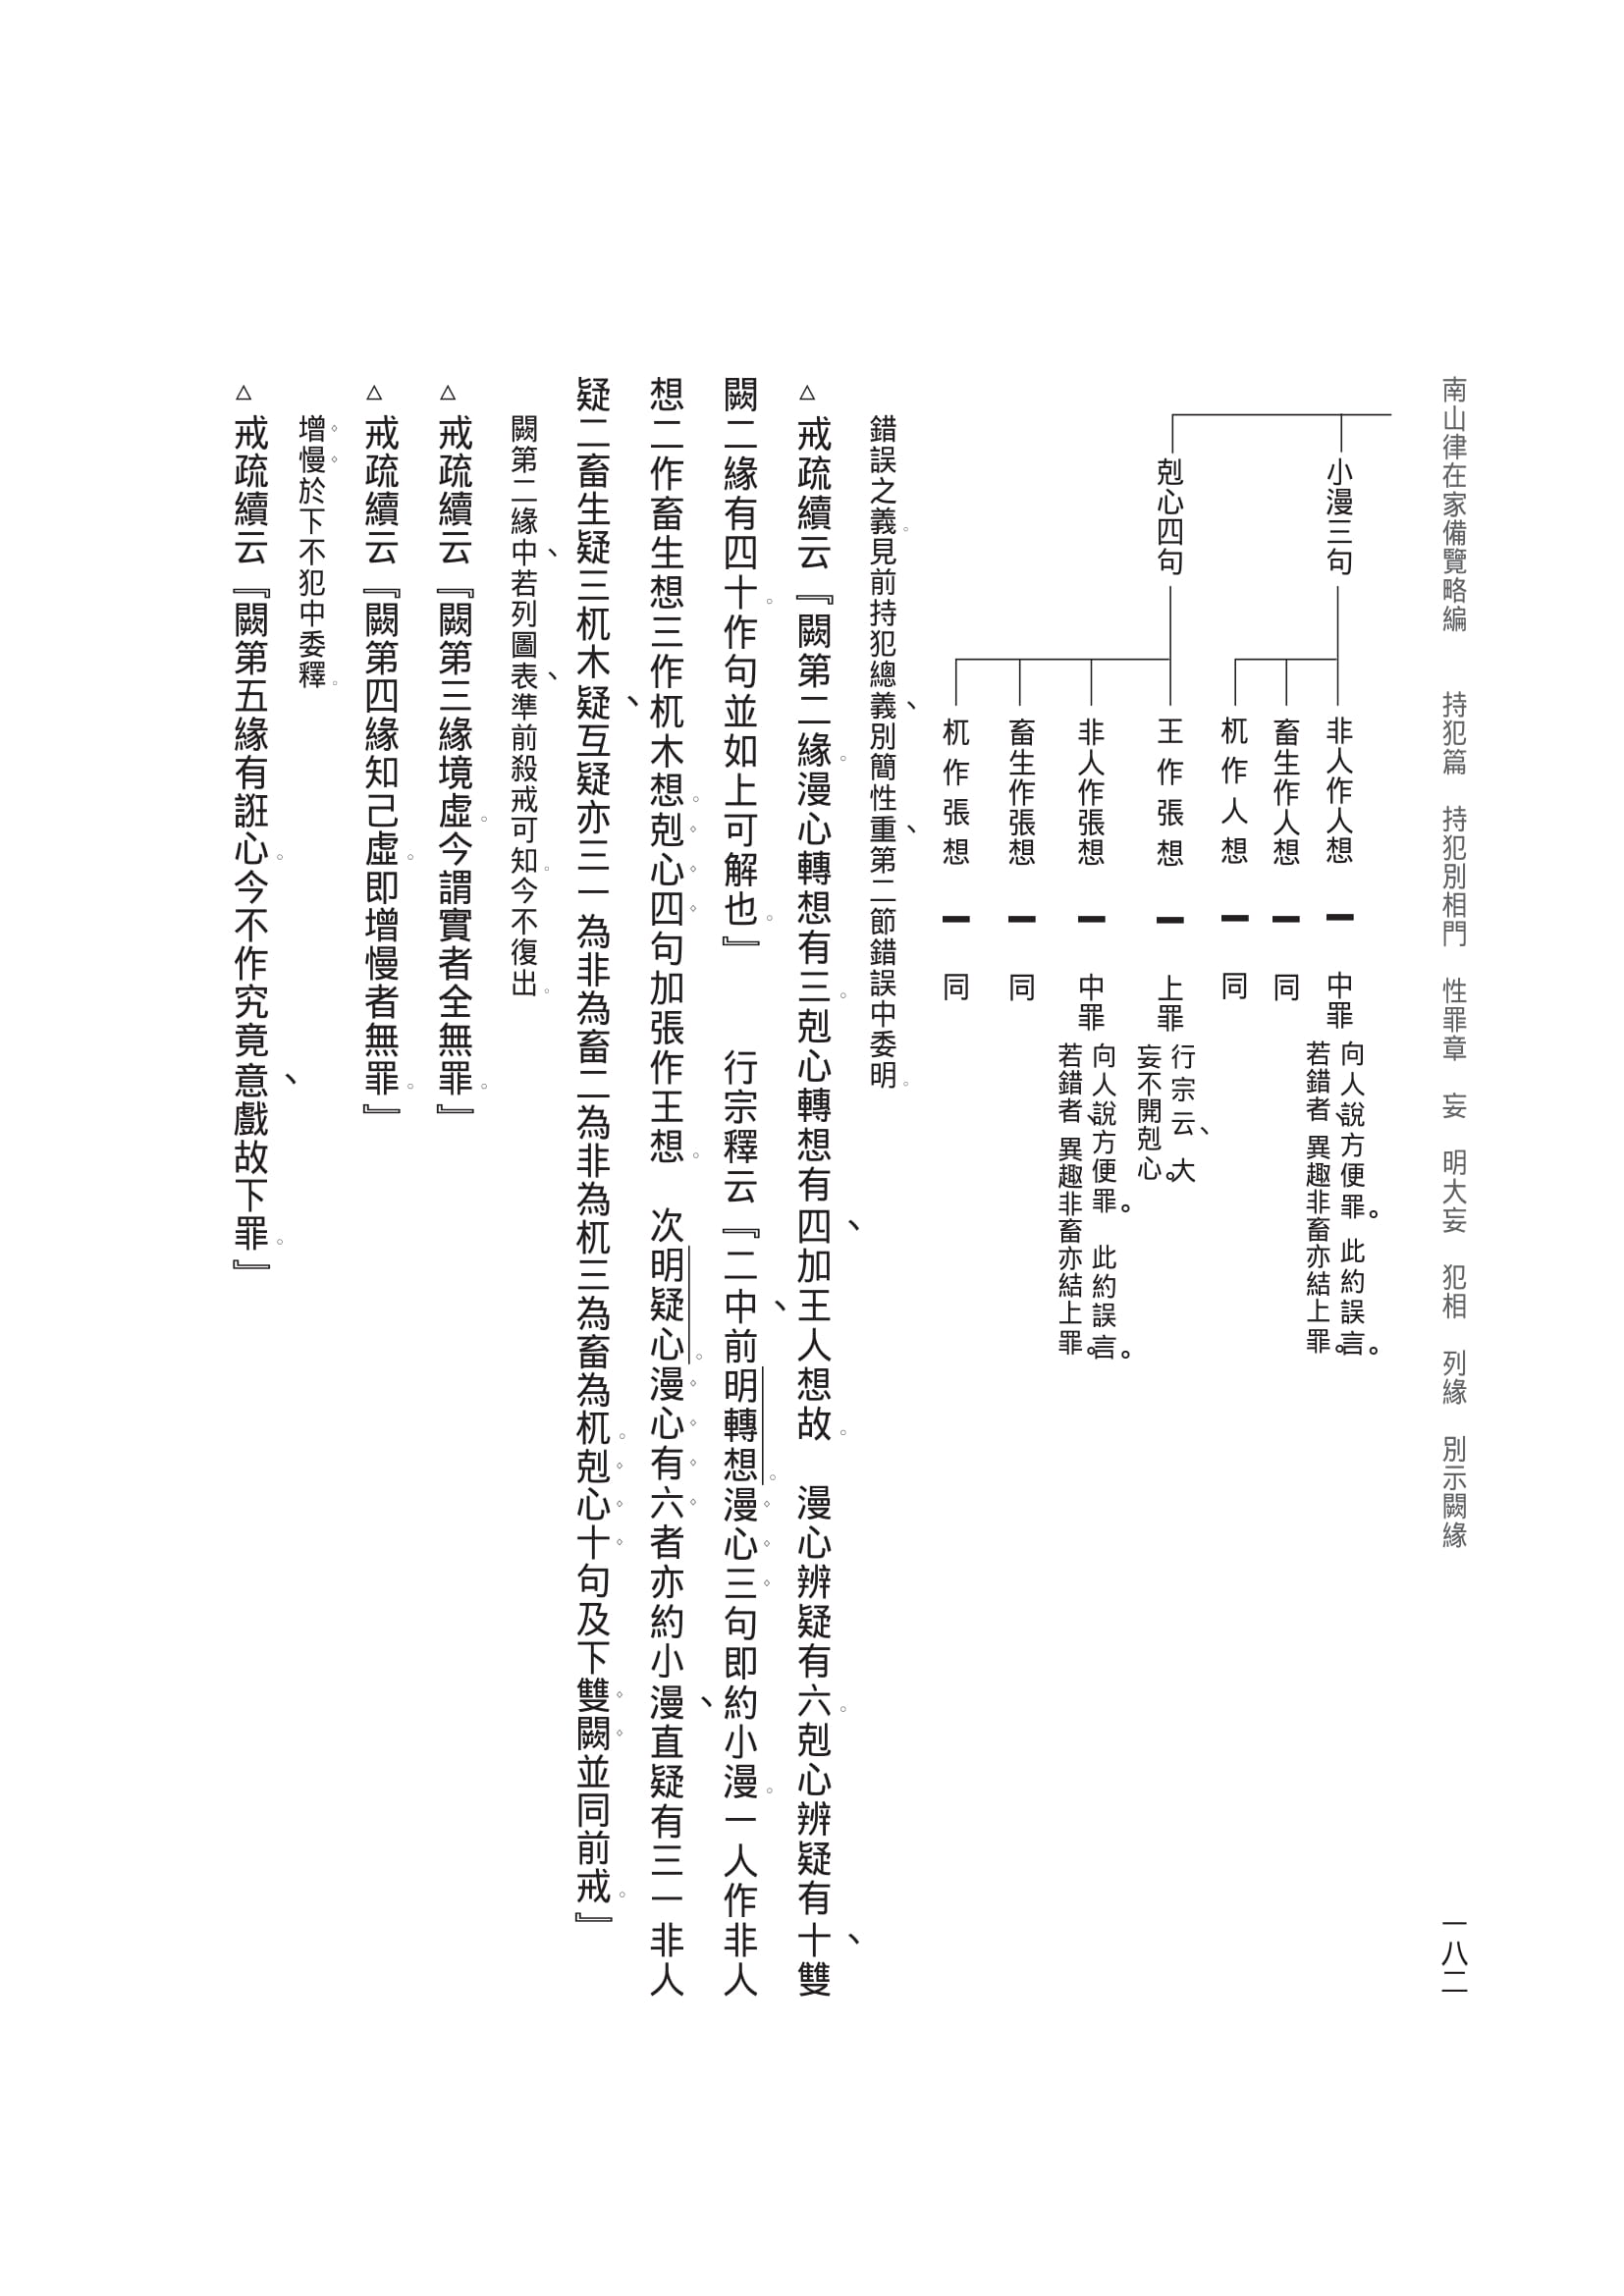 南山律在家備覽略編　持犯篇　持犯別相門　性罪章　妄　明大妄　犯相　列緣　別示闕緣
一八二
小漫三句
非人作人想 ━ 中罪
向人說方便罪。此約誤言。
若錯者、異趣非畜亦結上罪。
畜生作人想 ━ 同
杌作人想 ━ 同
剋心四句
王作張想 ━ 上罪
行宗云、大
妄不開剋心。
非人作張想 ━ 中罪
向人說方便罪。此約誤言。
若錯者、異趣非畜亦結上罪。
畜生作張想 ━ 同
杌作張想 ━ 同
錯誤之義。見前持犯總義、別簡性重、第二節錯誤中委明。
△戒疏續云『闕第二緣。漫心轉想有三。剋心轉想有四、加王人想故。　漫心辨疑有六。剋心辨疑有十、雙
闕二緣有四十。作句並如上可解也。』　行宗釋云『二中、前明轉想。漫心三句即約小漫。一人作非人
想二作畜生想三作杌木想。剋心四句加張作王想。　次明疑心。漫心有六者亦約小漫、直疑有三一非人
疑二畜生疑三杌木疑、互疑亦三一為非為畜二為非為杌三為畜為杌。剋心十句及下雙闕並同前戒。』
闕第二緣中、若列圖表、準前殺戒可知。今不復出。
△戒疏續云『闕第三緣境虛。今謂實者全無罪。』
△戒疏續云『闕第四緣知己虛。即增慢者無罪。』
增慢於下不犯中委釋。
△戒疏續云『闕第五緣有誑心。今不作究竟意、戲故下罪。』